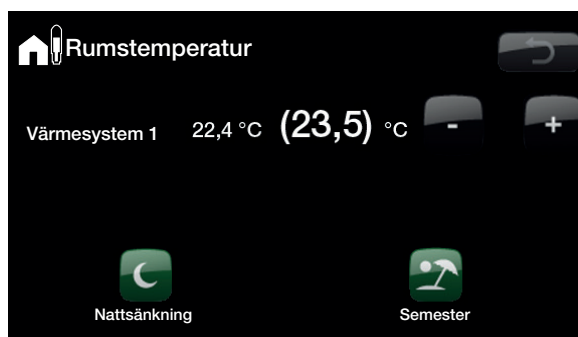 Rumstemperatur
Värmesystem 1 22,4 °C (23,5) °C - +
Nattsänkning Semester